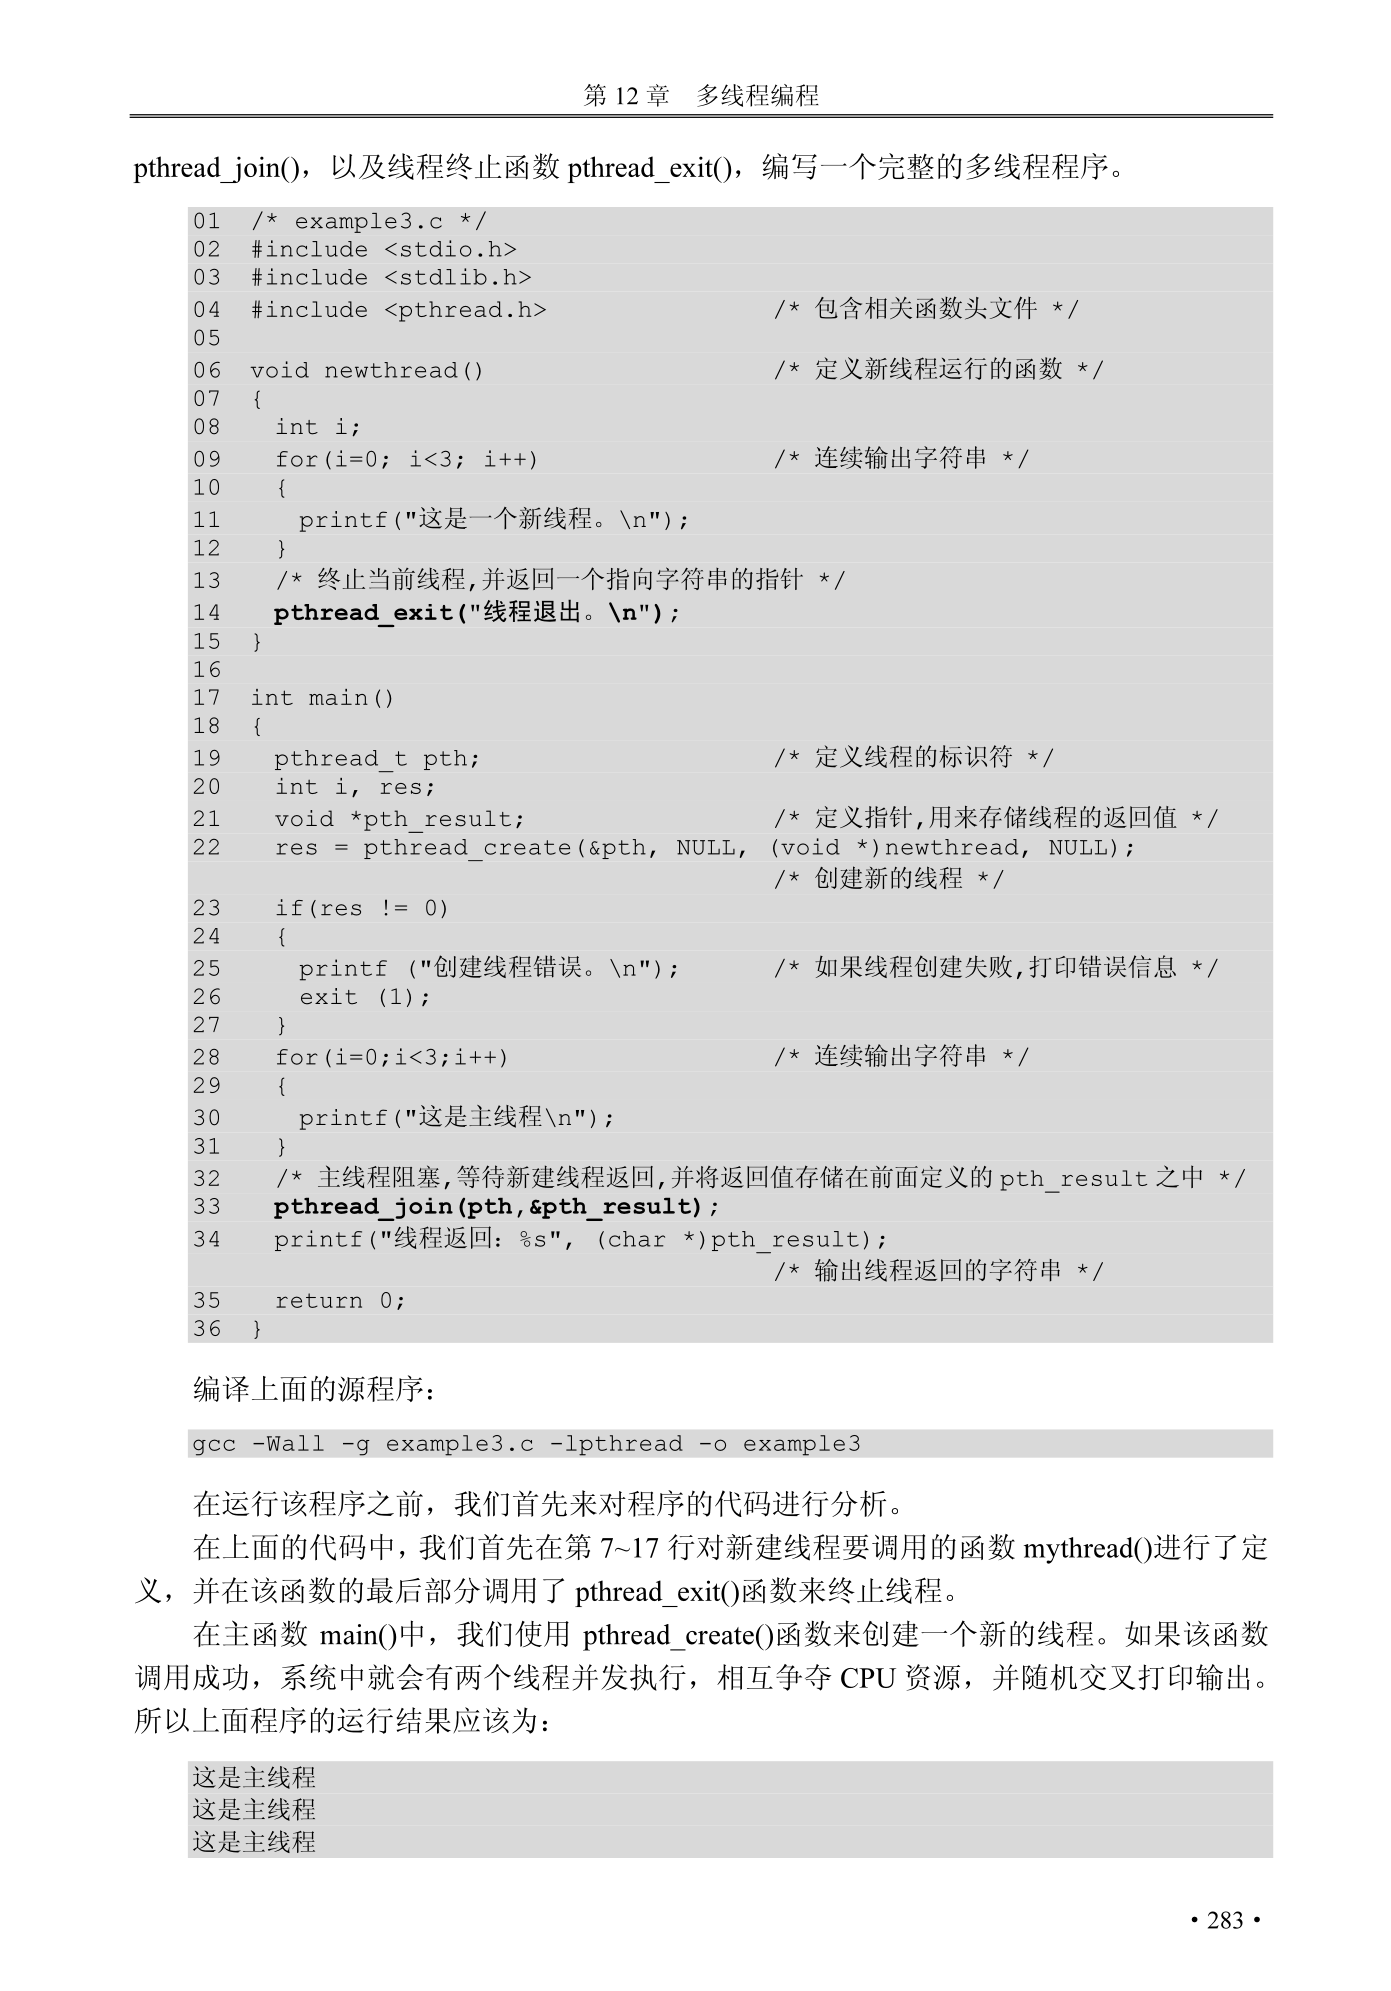 第 12 章　多线程编程
pthread_join()，以及线程终止函数 pthread_exit()，编写一个完整的多线程程序。
01  /* example3.c */
02  #include <stdio.h>
03  #include <stdlib.h>
04  #include <pthread.h>  /* 包含相关函数头文件 */
05
06  void newthread()  /* 定义新线程运行的函数 */
07  {
08    int i;
09    for(i=0; i<3; i++)  /* 连续输出字符串 */
10    {
11      printf("这是一个新线程。\n");
12    }
13    /* 终止当前线程,并返回一个指向字符串的指针 */
14    pthread_exit("线程退出。\n");
15  }
16
17  int main()
18  {
19    pthread_t pth;  /* 定义线程的标识符 */
20    int i, res;
21    void *pth_result;  /* 定义指针,用来存储线程的返回值 */
22    res = pthread_create(&pth, NULL, (void *)newthread, NULL);
/* 创建新的线程 */
23    if(res != 0)
24    {
25      printf ("创建线程错误。\n");  /* 如果线程创建失败,打印错误信息 */
26      exit (1);
27    }
28    for(i=0;i<3;i++)  /* 连续输出字符串 */
29    {
30      printf("这是主线程\n");
31    }
32    /* 主线程阻塞,等待新建线程返回,并将返回值存储在前面定义的 pth_result 之中 */
33    pthread_join(pth,&pth_result);
34    printf("线程返回：%s", (char *)pth_result);
/* 输出线程返回的字符串 */
35    return 0;
36  }
编译上面的源程序：
gcc -Wall -g example3.c -lpthread -o example3
在运行该程序之前，我们首先来对程序的代码进行分析。
在上面的代码中，我们首先在第 7~17 行对新建线程要调用的函数 mythread()进行了定
义，并在该函数的最后部分调用了 pthread_exit()函数来终止线程。
在主函数 main()中，我们使用 pthread_create()函数来创建一个新的线程。如果该函数
调用成功，系统中就会有两个线程并发执行，相互争夺 CPU 资源，并随机交叉打印输出。
所以上面程序的运行结果应该为：
这是主线程
这是主线程
这是主线程
• 283 •